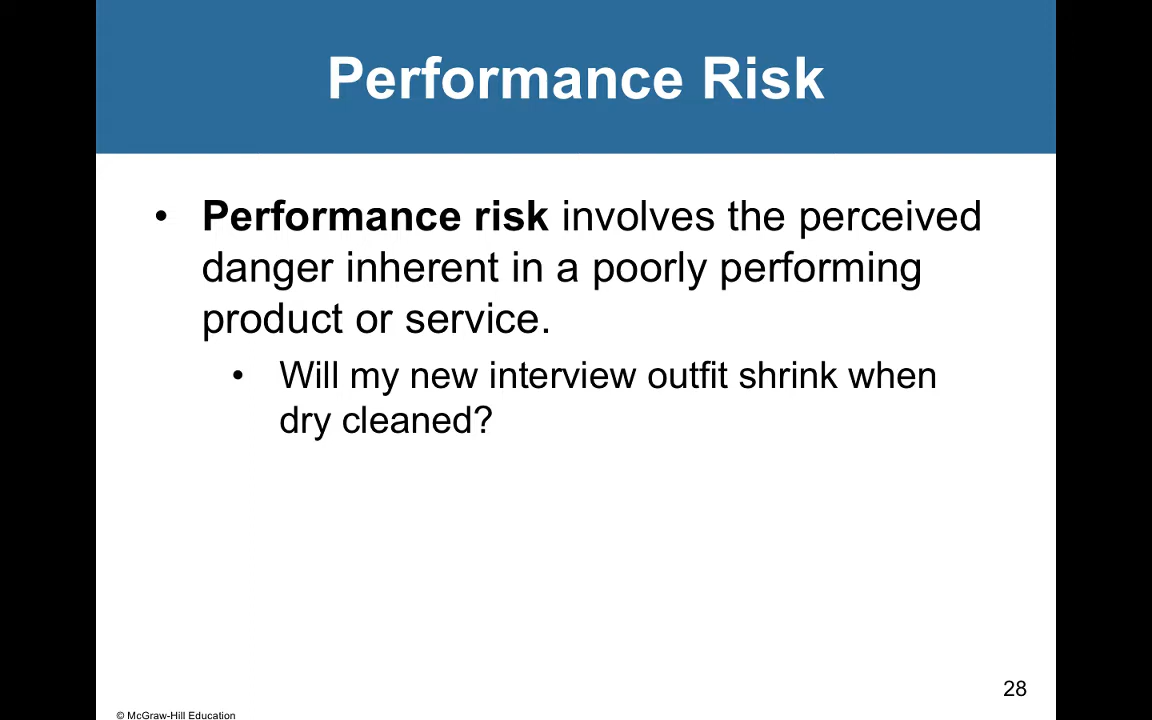 Performance Risk
• Performance risk involves the perceived
danger inherent in a poorly performing
product or service.
• Will my new interview outfit shrink when
dry cleaned?
28
© McGraw-Hill Education